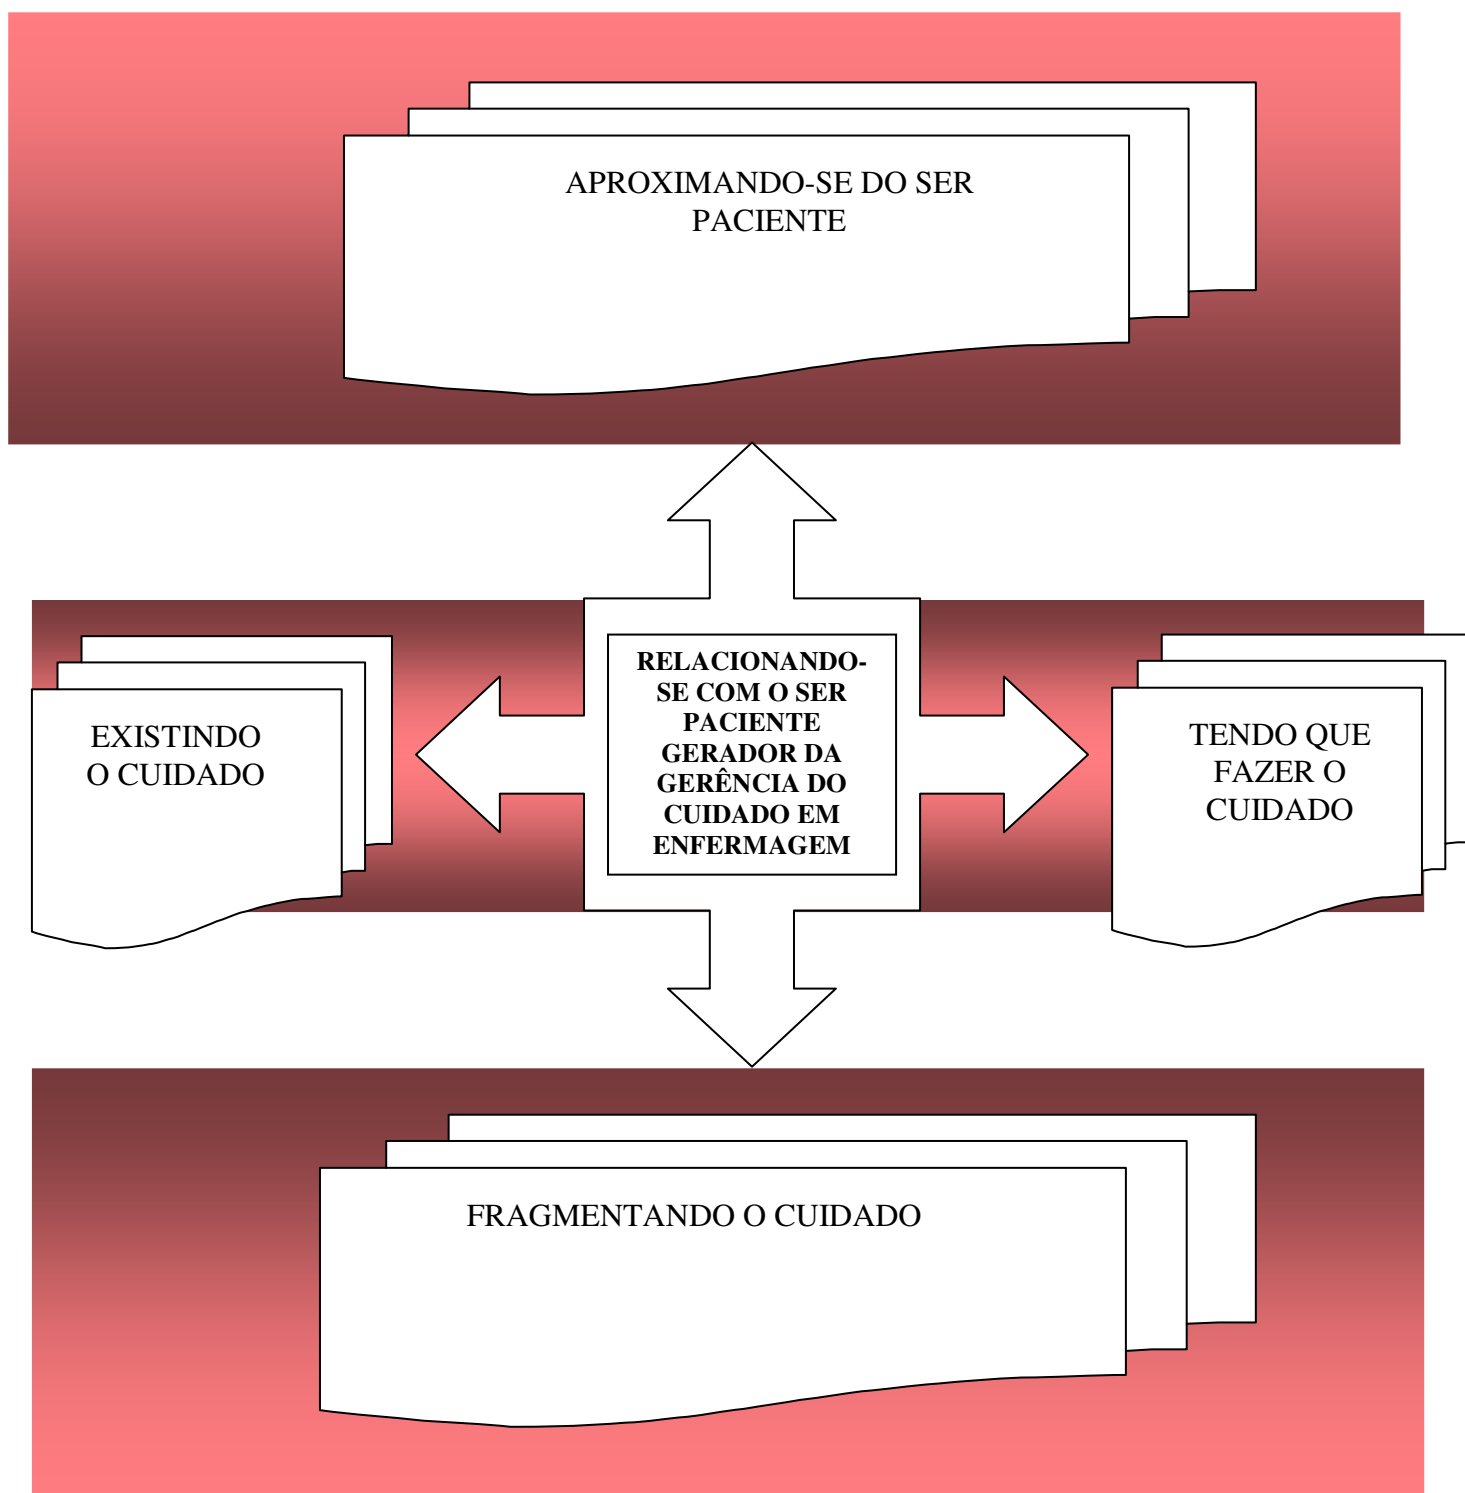 APROXIMANDO-SE DO SER
PACIENTE
EXISTINDO
O CUIDADO
RELACIONANDO-
SE COM O SER
PACIENTE
GERADOR DA
GERÊNCIA DO
CUIDADO EM
ENFERMAGEM
TENDO QUE
FAZER O
CUIDADO
FRAGMENTANDO O CUIDADO